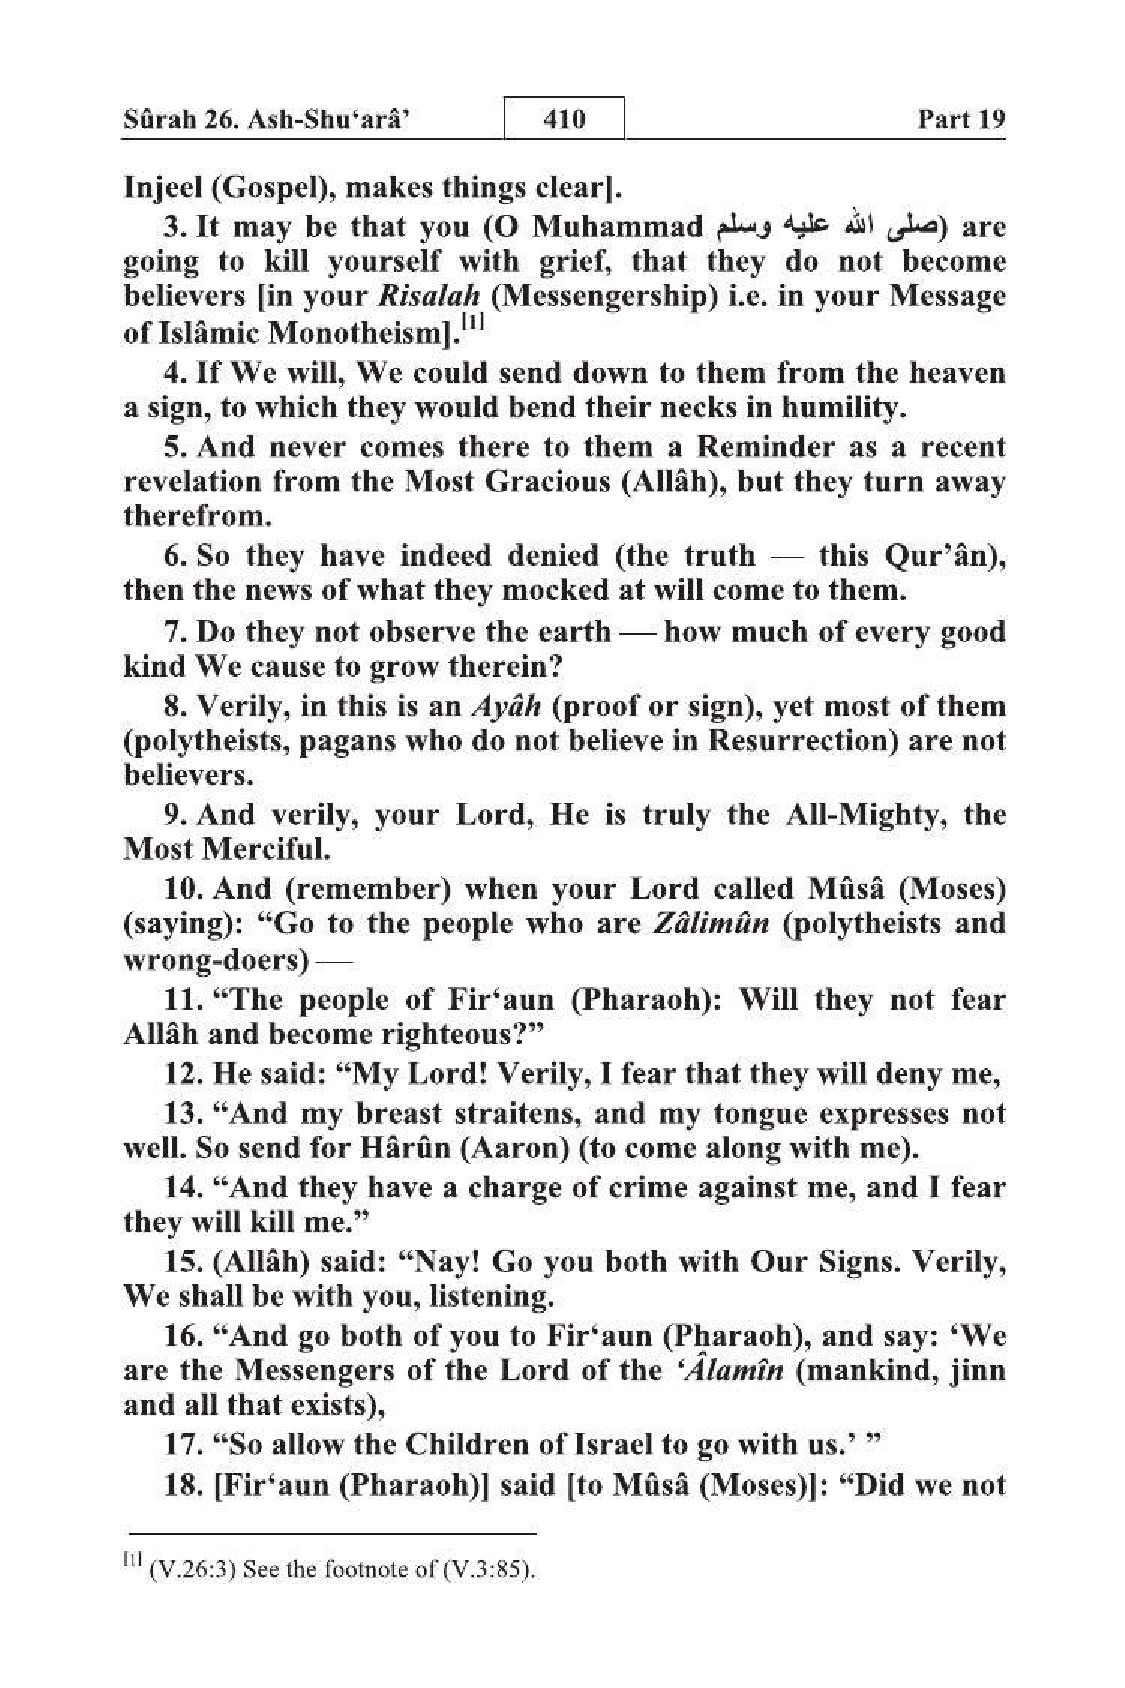 Sûrah 26. Ash-Shu‘arâ’ 410 Part 19
Injeel (Gospel), makes things clear].
3. It may be that you (O Muhammad صلى الله عليه وسلم) are
going to kill yourself with grief, that they do not become
believers [in your Risalah (Messengership) i.e. in your Message
of Islâmic Monotheism].[1]
4. If We will, We could send down to them from the heaven
a sign, to which they would bend their necks in humility.
5. And never comes there to them a Reminder as a recent
revelation from the Most Gracious (Allâh), but they turn away
therefrom.
6. So they have indeed denied (the truth — this Qur’ân),
then the news of what they mocked at will come to them.
7. Do they not observe the earth — how much of every good
kind We cause to grow therein?
8. Verily, in this is an Ayâh (proof or sign), yet most of them
(polytheists, pagans who do not believe in Resurrection) are not
believers.
9. And verily, your Lord, He is truly the All-Mighty, the
Most Merciful.
10. And (remember) when your Lord called Mûsâ (Moses)
(saying): “Go to the people who are Zâlimûn (polytheists and
wrong-doers) —
11. “The people of Fir‘aun (Pharaoh): Will they not fear
Allâh and become righteous?”
12. He said: “My Lord! Verily, I fear that they will deny me,
13. “And my breast straitens, and my tongue expresses not
well. So send for Hârûn (Aaron) (to come along with me).
14. “And they have a charge of crime against me, and I fear
they will kill me.”
15. (Allâh) said: “Nay! Go you both with Our Signs. Verily,
We shall be with you, listening.
16. “And go both of you to Fir‘aun (Pharaoh), and say: ‘We
are the Messengers of the Lord of the ‘Âlamîn (mankind, jinn
and all that exists),
17. “So allow the Children of Israel to go with us.’ ”
18. [Fir‘aun (Pharaoh)] said [to Mûsâ (Moses)]: “Did we not
[1] (V.26:3) See the footnote of (V.3:85).